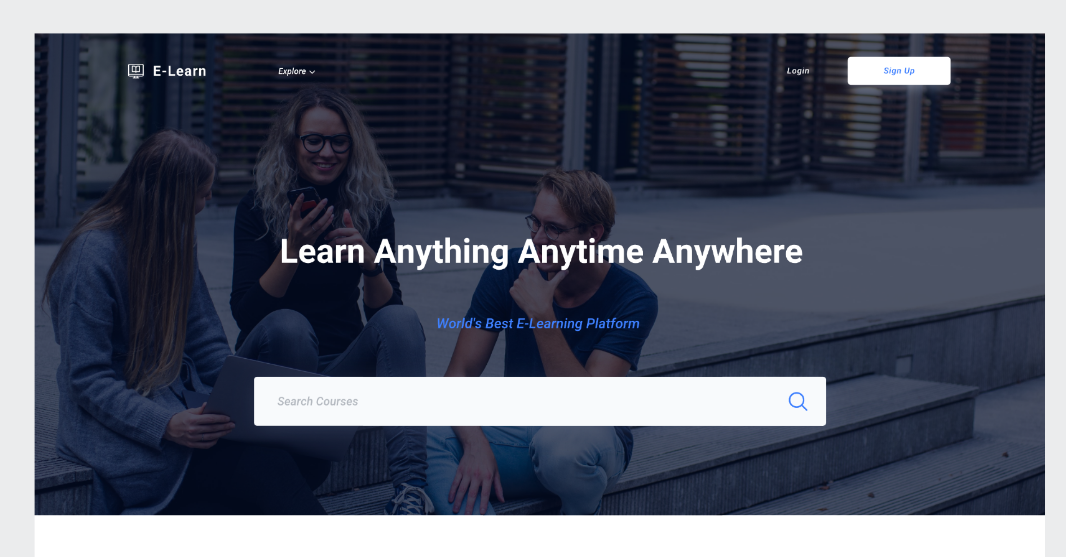 E-Learn
Explore
Login
Sign Up
Learn Anything Anytime Anywhere
World's Best E-Learning Platform
Search Courses